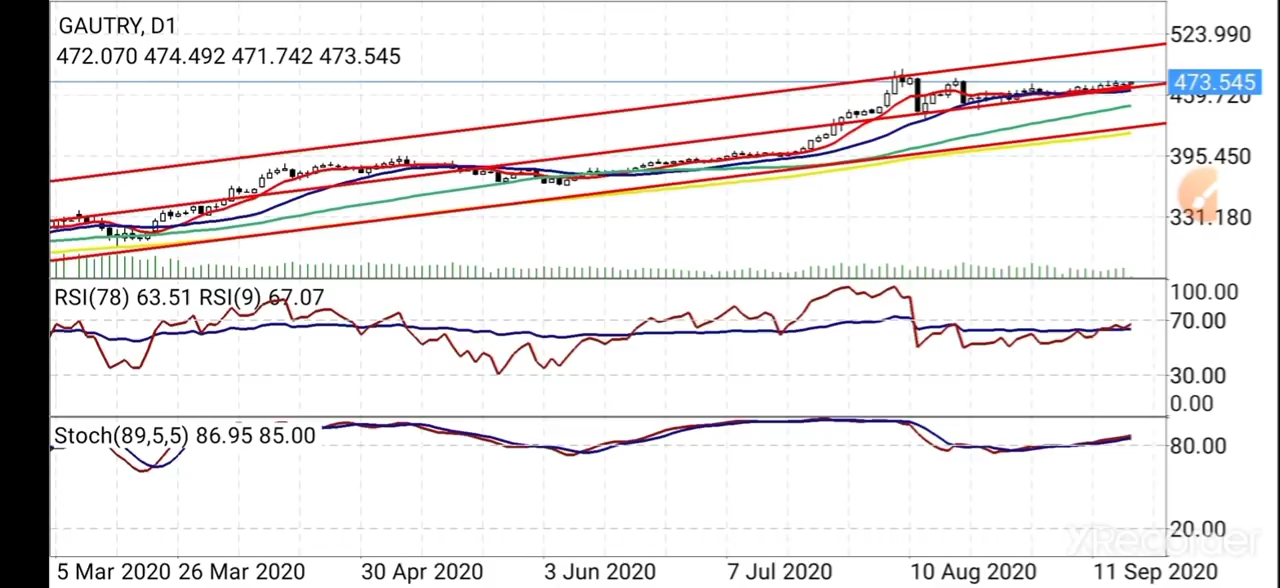 GAUTRY, D1
472.070 474.492 471.742 473.545
523.990
473.545
459.720
395.450
331.180
RSI(78) 63.51 RSI(9) 67.07
100.00
70.00
30.00
0.00
Stoch(89,5,5) 86.95 85.00
80.00
20.00
XRecorder
5 Mar 2020 26 Mar 2020 30 Apr 2020 3 Jun 2020 7 Jul 2020 10 Aug 2020 11 Sep 2020